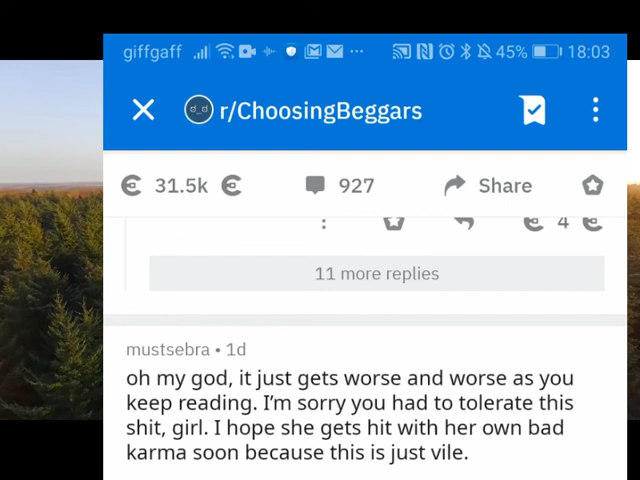 giffgaff 45% 18:03
r/ChoosingBeggars
31.5k 927 Share
4
11 more replies
mustsebra • 1d
oh my god, it just gets worse and worse as you
keep reading. I'm sorry you had to tolerate this
shit, girl. I hope she gets hit with her own bad
karma soon because this is just vile.